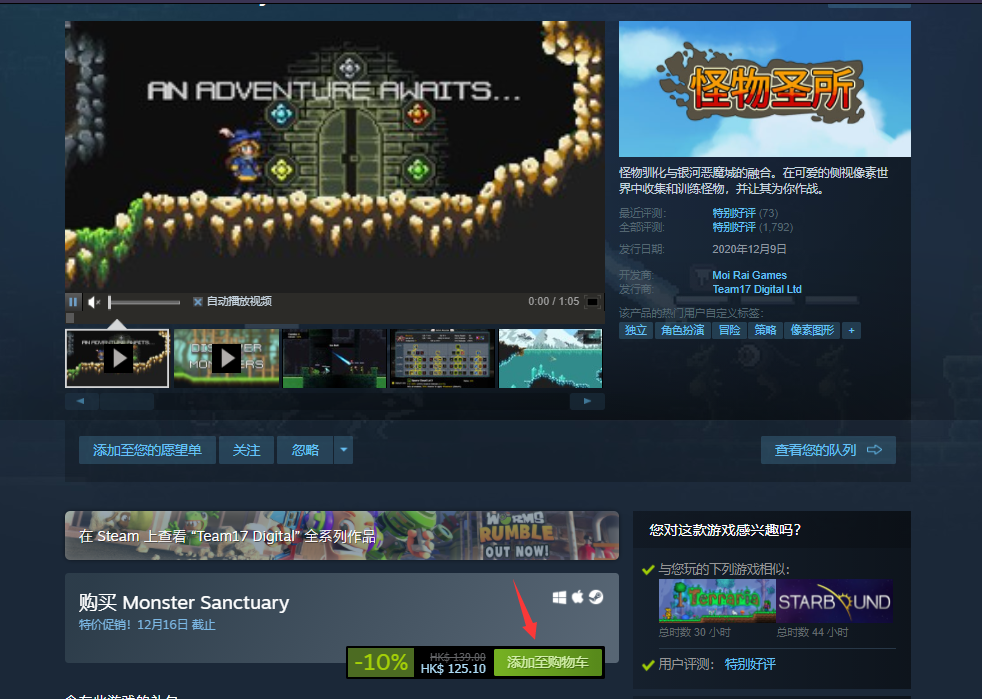 AN ADVENTURE AWAITS...
自动播放视频
0:00 / 1:05
怪物圣所
怪物驯化与银河恶魔城的融合。在可爱的侧视像素世
界中收集和训练怪物，并让其为你作战。
最近评测: 特别好评 (73)
全部评测: 特别好评 (1,792)
发行日期: 2020年12月9日
开发商: Moi Rai Games
发行商: Team17 Digital Ltd
该产品的热门用户自定义标签:
独立 角色扮演 冒险 策略 像素图形 +
添加至您的愿望单 关注 忽略
查看您的队列
在 Steam 上查看 “Team17 Digital” 全系列作品
WORMS
RUMBLE
OUT NOW!
购买 Monster Sanctuary
特价促销！12月16日 截止
-10%
HK$ 139.00
HK$ 125.10
添加至购物车
您对这款游戏感兴趣吗？
与您玩的下列游戏相似:
Terraria STARBOUND
总时数 30 小时 总时数 44 小时
用户评测: 特别好评